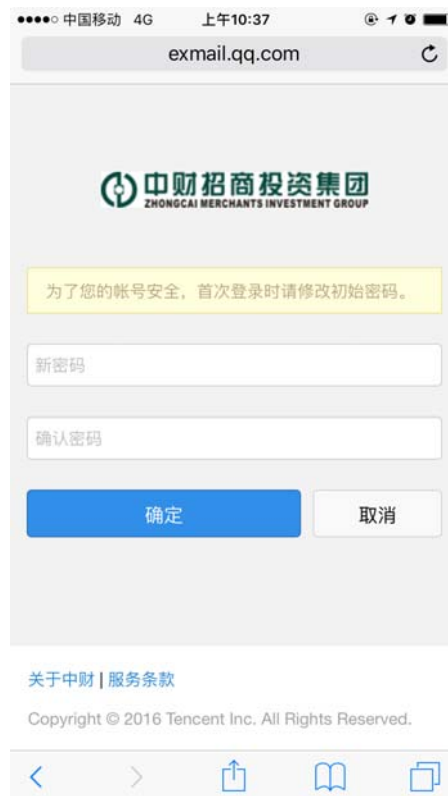 中国移动 4G 上午10:37
exmail.qq.com
中财招商投资集团
ZHONGCAI MERCHANTS INVESTMENT GROUP
为了您的帐号安全，首次登录时请修改初始密码。
新密码
确认密码
确定 取消
关于中财 | 服务条款
Copyright © 2016 Tencent Inc. All Rights Reserved.